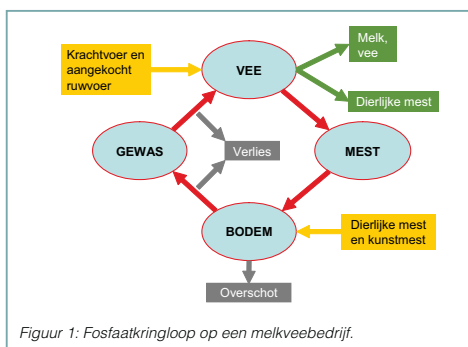 Krachtvoer en
aangekocht
ruwvoer
VEE
Melk,
vee
Dierlijke mest
GEWAS
Verlies
MEST
BODEM
Dierlijke mest
en kunstmest
Overschot
Figuur 1: Fosfaatkringloop op een melkveebedrijf.